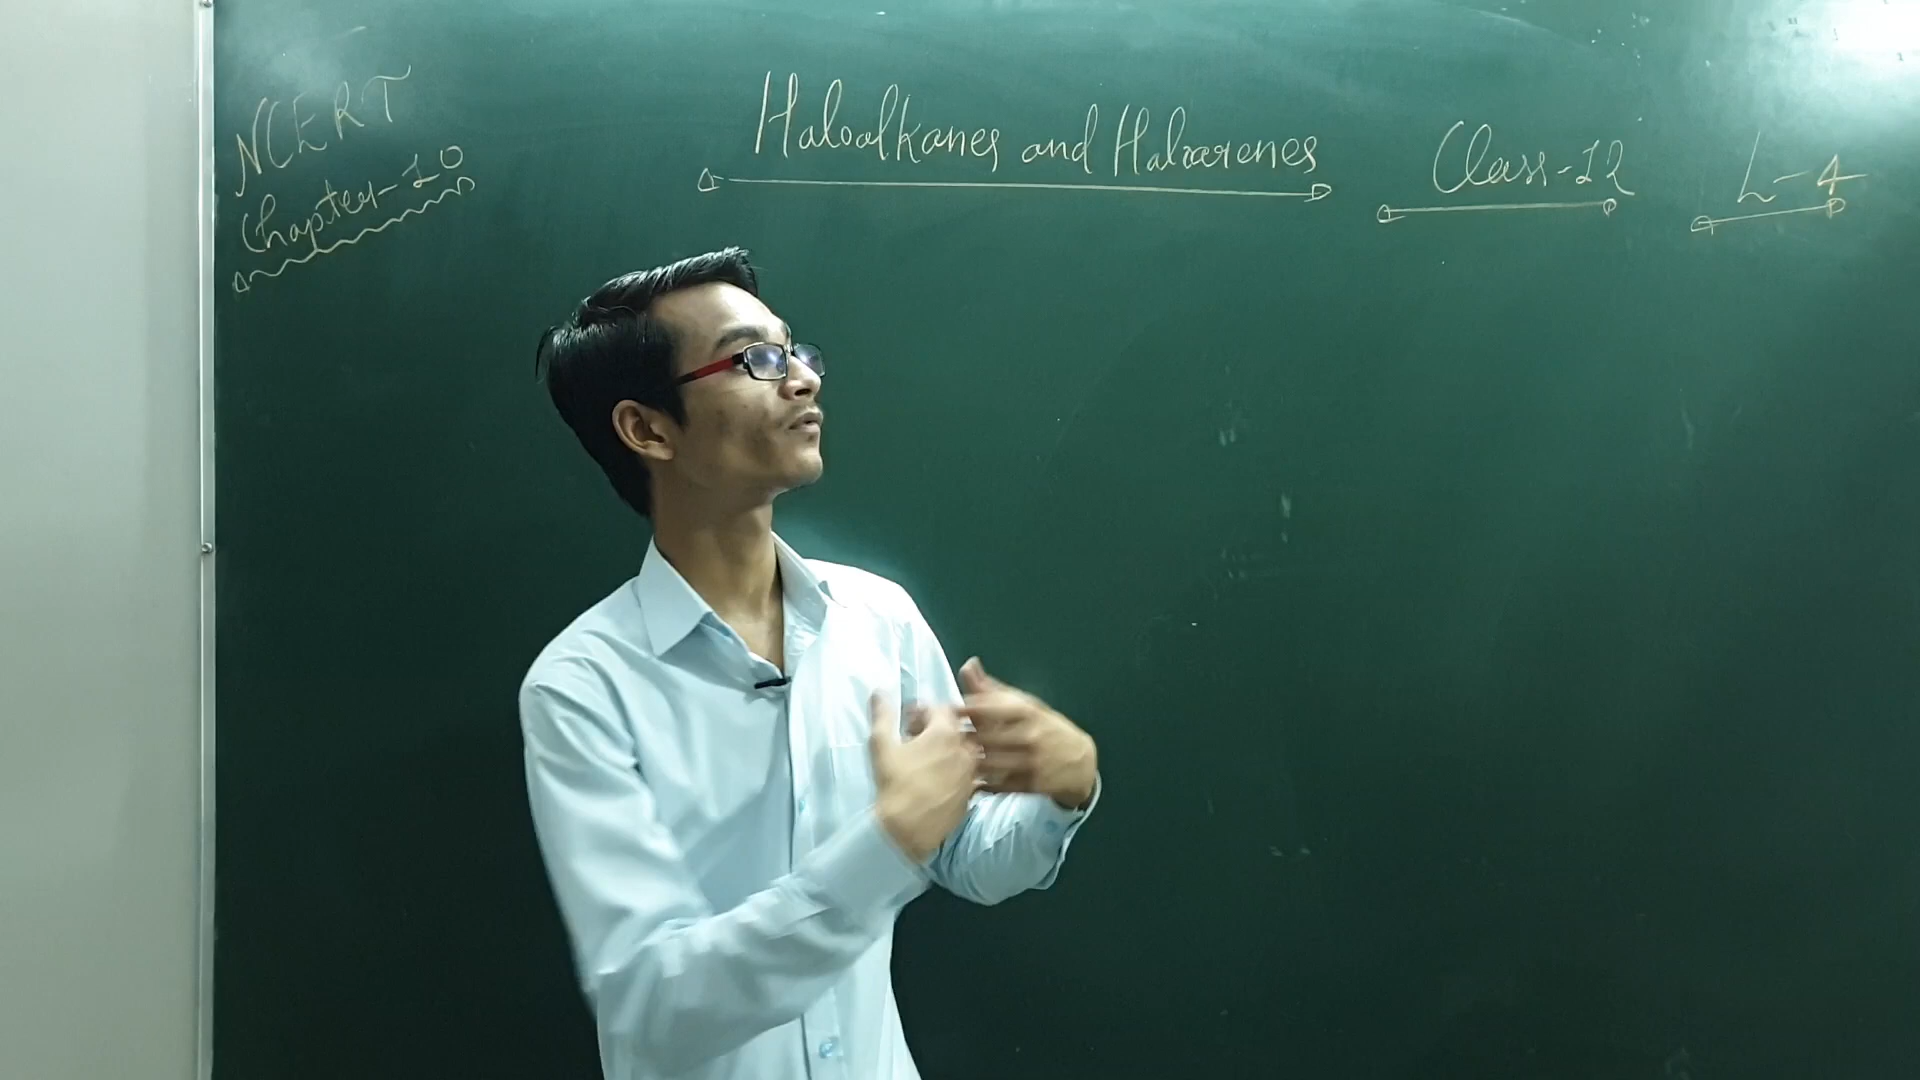 NCERT
Chapter-10
Haloalkanes and Haloarenes
Class-12
L-4